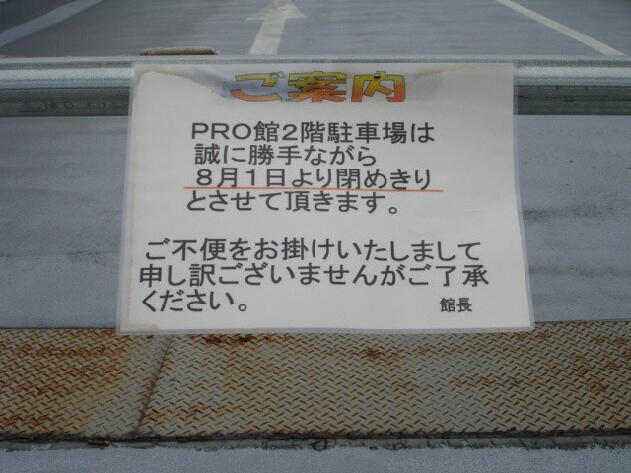 ご案内
PRO館2階駐車場は
誠に勝手ながら
8月1日より閉めきり
とさせて頂きます。
ご不便をお掛けいたしまして
申し訳ございませんがご了承
ください。
館長